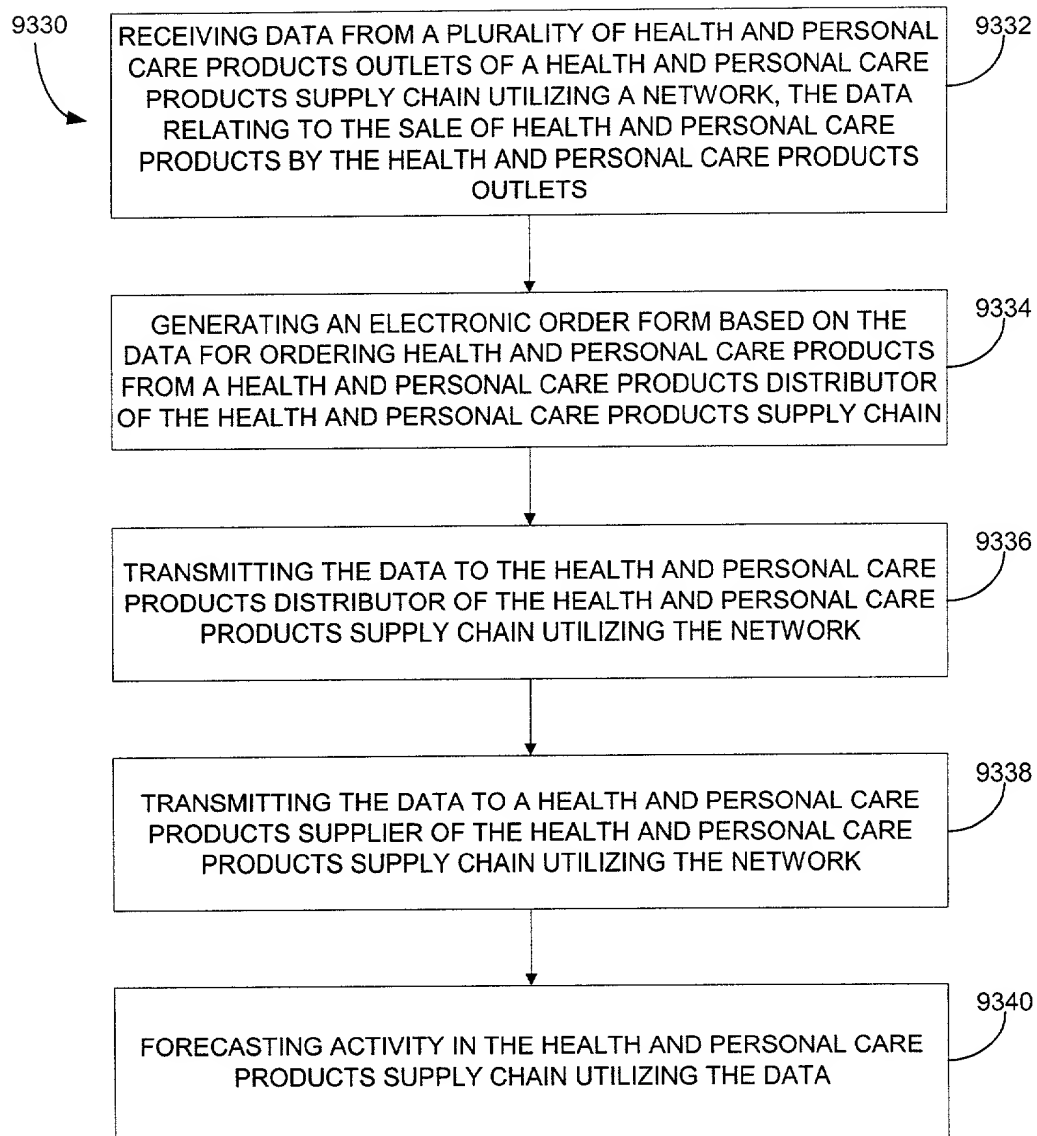 9330
RECEIVING DATA FROM A PLURALITY OF HEALTH AND PERSONAL
CARE PRODUCTS OUTLETS OF A HEALTH AND PERSONAL CARE
PRODUCTS SUPPLY CHAIN UTILIZING A NETWORK, THE DATA
RELATING TO THE SALE OF HEALTH AND PERSONAL CARE
PRODUCTS BY THE HEALTH AND PERSONAL CARE PRODUCTS
OUTLETS
9332
GENERATING AN ELECTRONIC ORDER FORM BASED ON THE
DATA FOR ORDERING HEALTH AND PERSONAL CARE PRODUCTS
FROM A HEALTH AND PERSONAL CARE PRODUCTS DISTRIBUTOR
OF THE HEALTH AND PERSONAL CARE PRODUCTS SUPPLY CHAIN
9334
TRANSMITTING THE DATA TO THE HEALTH AND PERSONAL CARE
PRODUCTS DISTRIBUTOR OF THE HEALTH AND PERSONAL CARE
PRODUCTS SUPPLY CHAIN UTILIZING THE NETWORK
9336
TRANSMITTING THE DATA TO A HEALTH AND PERSONAL CARE
PRODUCTS SUPPLIER OF THE HEALTH AND PERSONAL CARE
PRODUCTS SUPPLY CHAIN UTILIZING THE NETWORK
9338
FORECASTING ACTIVITY IN THE HEALTH AND PERSONAL CARE
PRODUCTS SUPPLY CHAIN UTILIZING THE DATA
9340